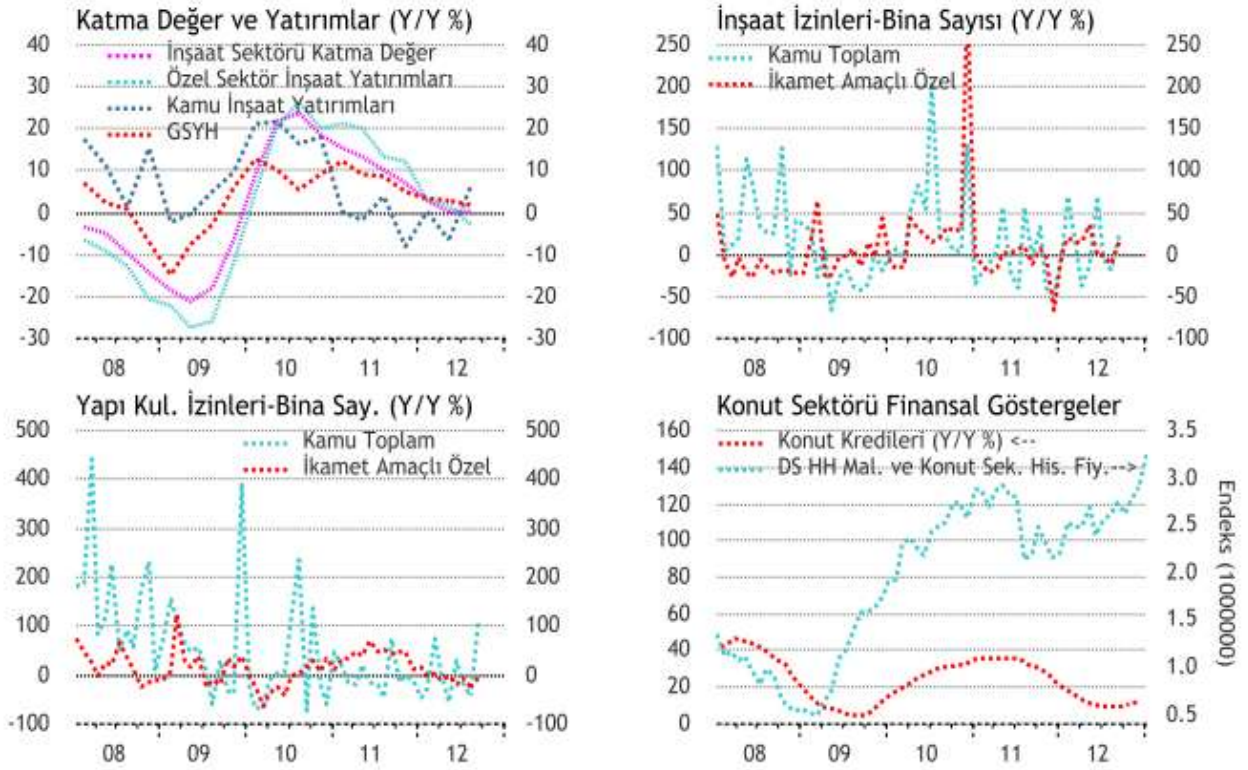 Katma Değer ve Yatırımlar (Y/Y %)
40 40
İnşaat Sektörü Katma Değer
30 30
Özel Sektör İnşaat Yatırımları
Kamu İnşaat Yatırımları
20 20
GSYH
10 10
0 0
-10 -10
-20 -20
-30 -30
08 09 10 11 12
İnşaat İzinleri-Bina Sayısı (Y/Y %)
250 250
Kamu Toplam
200 200
İkamet Amaçlı Özel
150 150
100 100
50 50
0 0
-50 -50
-100 -100
08 09 10 11 12
Yapı Kul. İzinleri-Bina Say. (Y/Y %)
500 500
Kamu Toplam
İkamet Amaçlı Özel
400 400
300 300
200 200
100 100
0 0
-100 -100
08 09 10 11 12
Konut Sektörü Finansal Göstergeler
160 3.5
Konut Kredileri (Y/Y %) <--
140 3.0
DS HH Mal. ve Konut Sek. His. Fiy.-->
120 2.5
100 2.0
80 1.5
60 1.0
40 0.5
20
0
Endeks (1000000)
08 09 10 11 12